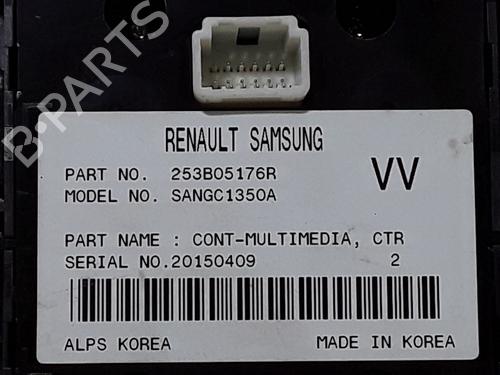 B-PARTS
RENAULT SAMSUNG
PART NO. 253B05176R
VV
MODEL NO. SANGC1350A
PART NAME : CONT-MULTIMEDIA, CTR
SERIAL NO.20150409 2
ALPS KOREA MADE IN KOREA